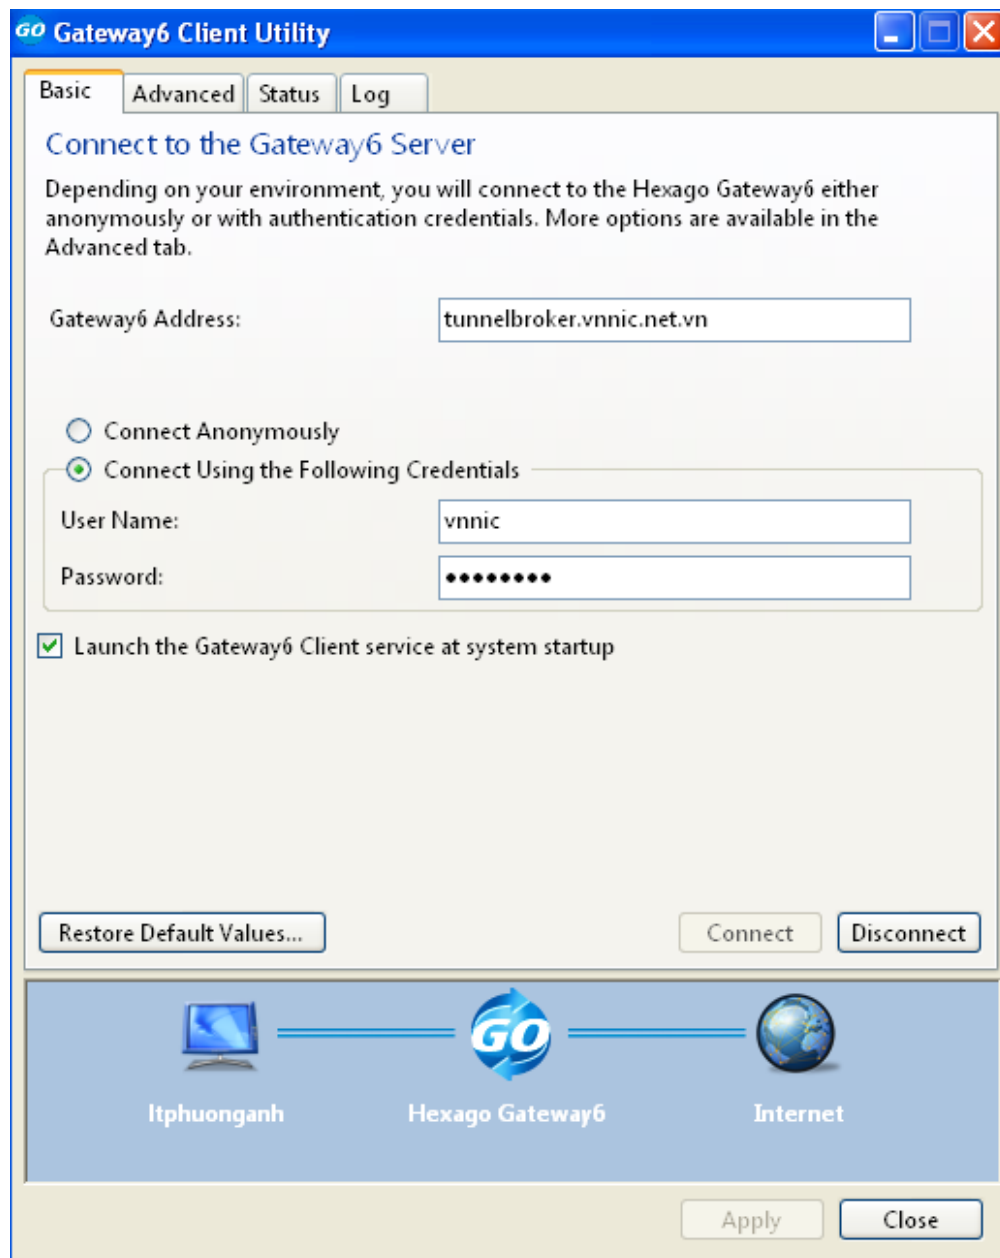 GO Gateway6 Client Utility
Basic Advanced Status Log
Connect to the Gateway6 Server
Depending on your environment, you will connect to the Hexago Gateway6 either
anonymously or with authentication credentials. More options are available in the
Advanced tab.
Gateway6 Address: tunnelbroker.vnnic.net.vn
Connect Anonymously
Connect Using the Following Credentials
User Name: vnnic
Password: ••••••••
Launch the Gateway6 Client service at system startup
Restore Default Values... Connect Disconnect
GO
ltphuonganh Hexago Gateway6 Internet
Apply Close